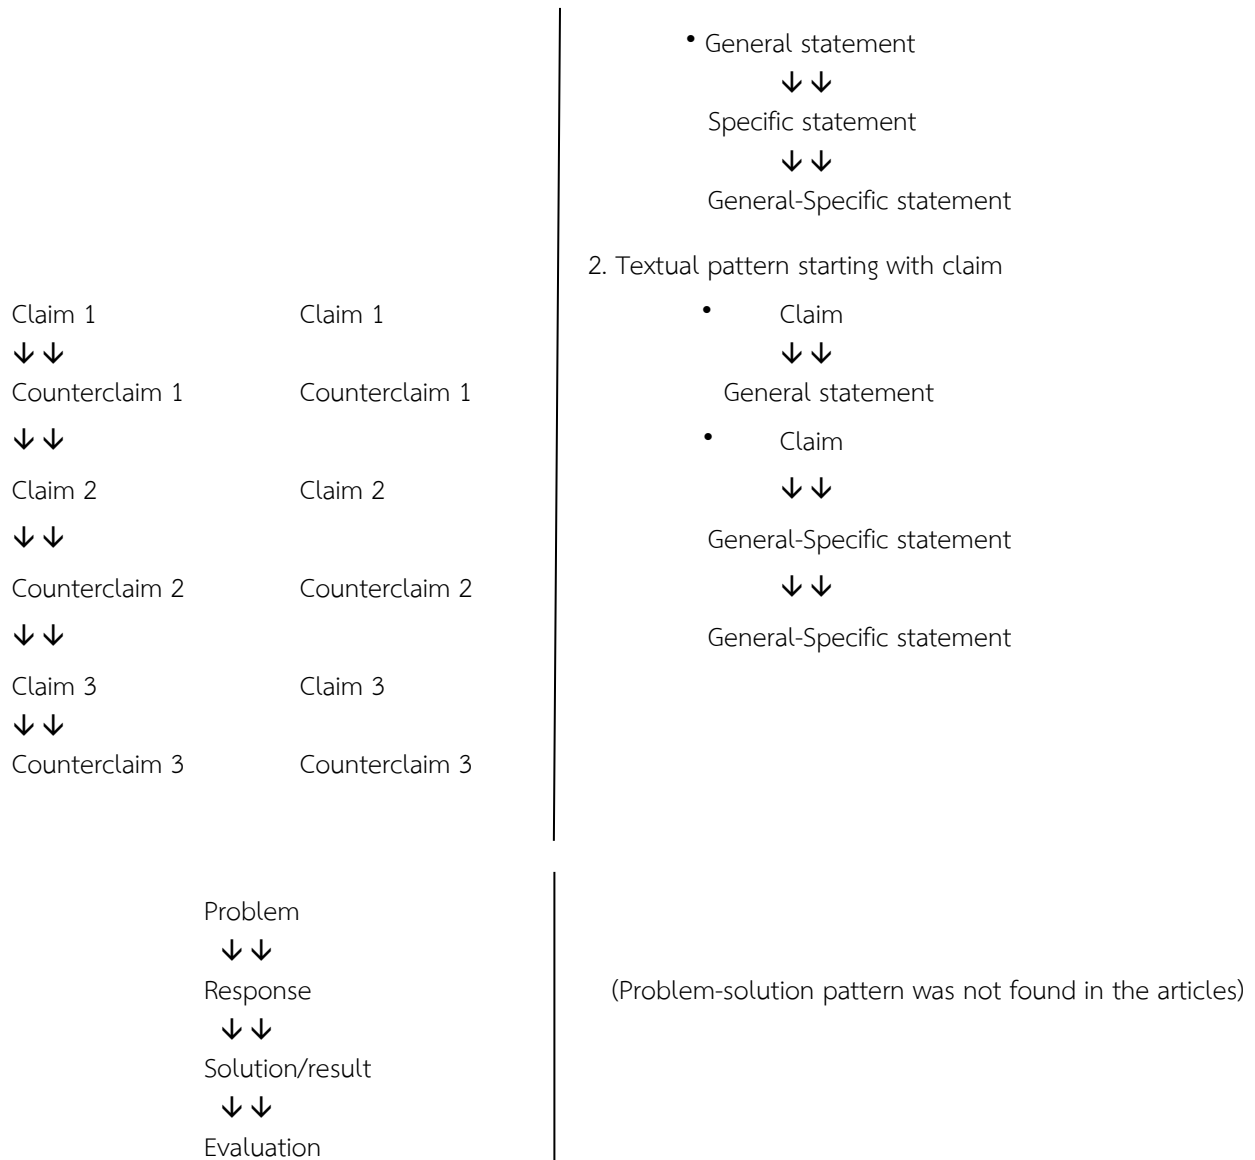 • General statement
↓ ↓
Specific statement
↓ ↓
General-Specific statement
2. Textual pattern starting with claim
Claim 1 Claim 1 • Claim
↓ ↓ ↓ ↓
Counterclaim 1 Counterclaim 1 General statement
↓ ↓ • Claim
Claim 2 Claim 2 ↓ ↓
↓ ↓ General-Specific statement
Counterclaim 2 Counterclaim 2 ↓ ↓
↓ ↓ General-Specific statement
Claim 3 Claim 3
↓ ↓
Counterclaim 3 Counterclaim 3
Problem
↓ ↓
Response (Problem-solution pattern was not found in the articles)
↓ ↓
Solution/result
↓ ↓
Evaluation